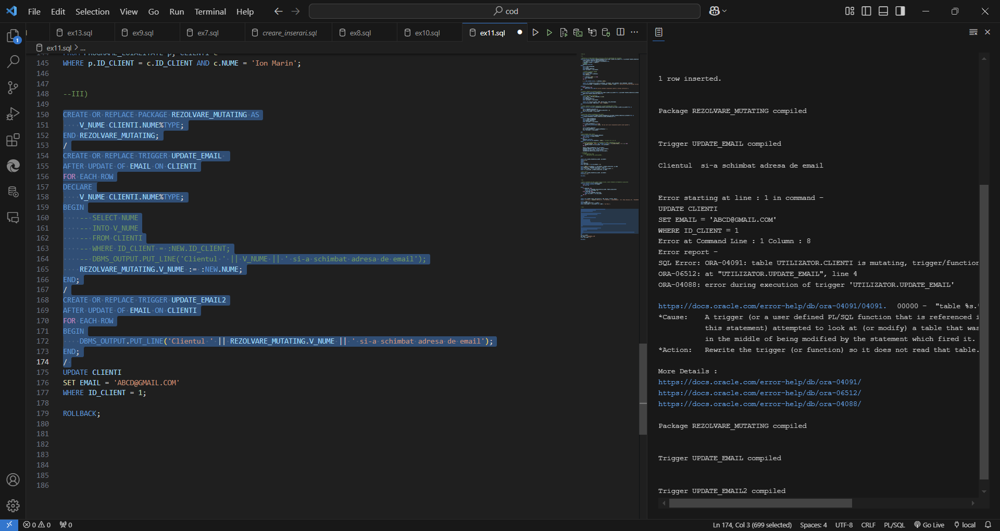 File Edit Selection View Go Run Terminal Help
cod
1
ex13.sql ex9.sql ex7.sql creare_inserari.sql ex8.sql ex10.sql ex11.sql
ex11.sql > ...
145 WHERE p.ID_CLIENT = c.ID_CLIENT AND c.NUME = 'Ion Marin';
146
147
148 --III)
149
150 CREATE OR REPLACE PACKAGE REZOLVARE_MUTATING AS
151 V_NUME CLIENTI.NUME%TYPE;
152 END REZOLVARE_MUTATING;
153 /
154 CREATE OR REPLACE TRIGGER UPDATE_EMAIL
155 AFTER UPDATE OF EMAIL ON CLIENTI
156 FOR EACH ROW
157 DECLARE
158 V_NUME CLIENTI.NUME%TYPE;
159 BEGIN
160 -- SELECT NUME
161 -- INTO V_NUME
162 -- FROM CLIENTI
163 -- WHERE ID_CLIENT = :NEW.ID_CLIENT;
164 -- DBMS_OUTPUT.PUT_LINE('Clientul ' || V_NUME || ' si-a schimbat adresa de email');
165 REZOLVARE_MUTATING.V_NUME := :NEW.NUME;
166 END;
167 /
168 CREATE OR REPLACE TRIGGER UPDATE_EMAIL2
169 AFTER UPDATE OF EMAIL ON CLIENTI
170 FOR EACH ROW
171 BEGIN
172 DBMS_OUTPUT.PUT_LINE('Clientul ' || REZOLVARE_MUTATING.V_NUME || ' si-a schimbat adresa de email');
173 END;
174 /
175 UPDATE CLIENTI
176 SET EMAIL = 'ABCD@GMAIL.COM'
177 WHERE ID_CLIENT = 1;
178
179 ROLLBACK;
180
181
182
183
184
185
186
1 row inserted.
Package REZOLVARE_MUTATING compiled
Trigger UPDATE_EMAIL compiled
Clientul  si-a schimbat adresa de email
Error starting at line : 1 in command -
UPDATE CLIENTI
SET EMAIL = 'ABCD@GMAIL.COM'
WHERE ID_CLIENT = 1
Error at Command Line : 1 Column : 8
Error report -
SQL Error: ORA-04091: table UTILIZATOR.CLIENTI is mutating, trigger/function
ORA-06512: at "UTILIZATOR.UPDATE_EMAIL", line 4
ORA-04088: error during execution of trigger 'UTILIZATOR.UPDATE_EMAIL'
https://docs.oracle.com/error-help/db/ora-04091/04091. 00000 - "table %s.
*Cause: A trigger (or a user defined PL/SQL function that is referenced i
this statement) attempted to look at (or modify) a table that was
in the middle of being modified by the statement which fired it.
*Action: Rewrite the trigger (or function) so it does not read that table.
More Details :
https://docs.oracle.com/error-help/db/ora-04091/
https://docs.oracle.com/error-help/db/ora-06512/
https://docs.oracle.com/error-help/db/ora-04088/
Package REZOLVARE_MUTATING compiled
Trigger UPDATE_EMAIL compiled
Trigger UPDATE_EMAIL2 compiled
0 0 0 Ln 174, Col 3 (699 selected) Spaces: 4 UTF-8 CRLF PL/SQL Go Live local